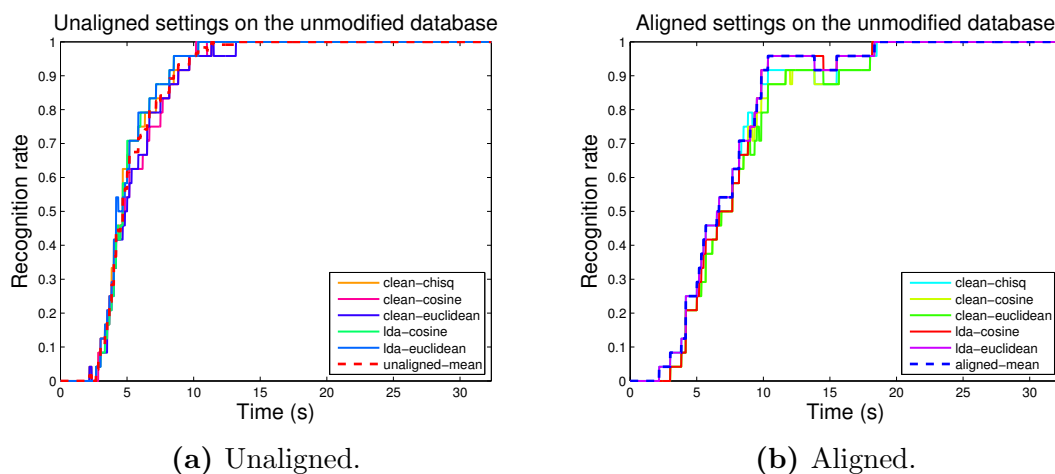 Unaligned settings on the unmodified database
1
0.9
0.8
0.7
0.6
0.5
0.4
0.3
0.2
0.1
0
Recognition rate
0 5 10 15 20 25 30
Time (s)
clean−chisq
clean−cosine
clean−euclidean
lda−cosine
lda−euclidean
unaligned−mean
(a) Unaligned.
Aligned settings on the unmodified database
1
0.9
0.8
0.7
0.6
0.5
0.4
0.3
0.2
0.1
0
Recognition rate
0 5 10 15 20 25 30
Time (s)
clean−chisq
clean−cosine
clean−euclidean
lda−cosine
lda−euclidean
aligned−mean
(b) Aligned.